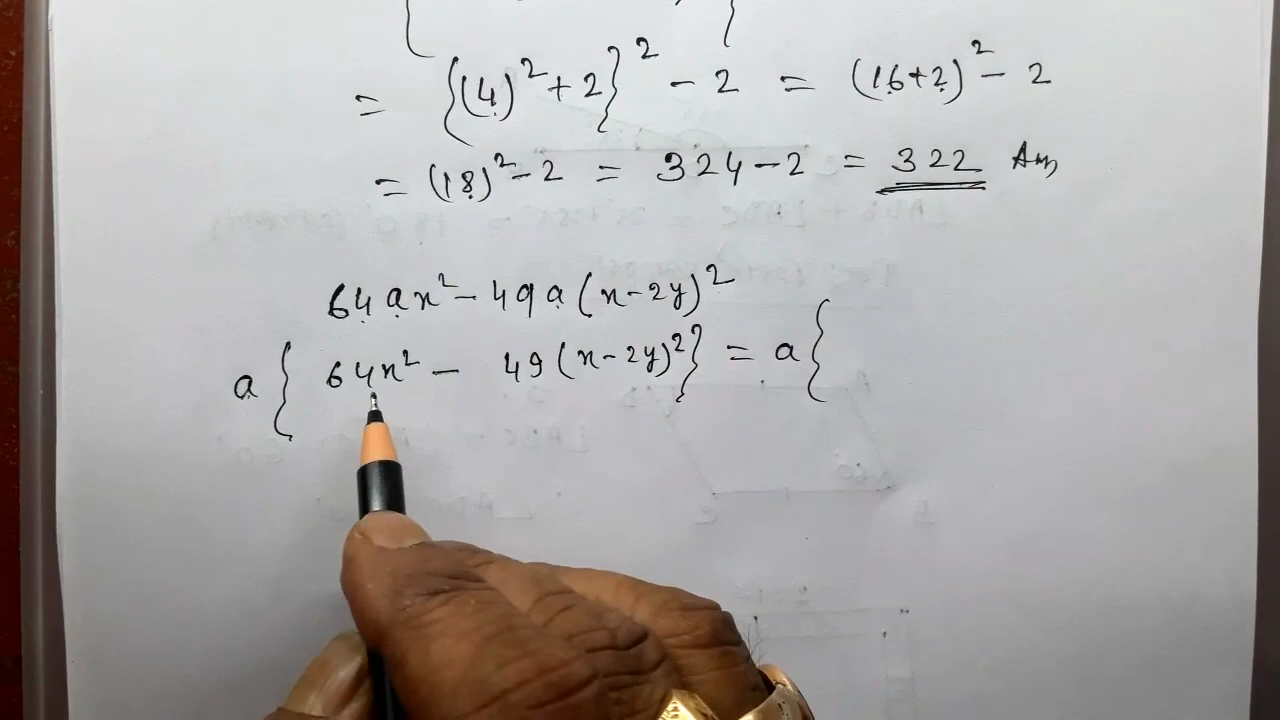 = {(4)² + 2}² - 2 = (16+2)² - 2
= (18)² - 2 = 324 - 2 = 322 Ans
64ax² - 49a(x-2y)²
a{64x² - 49(x-2y)²} = a{